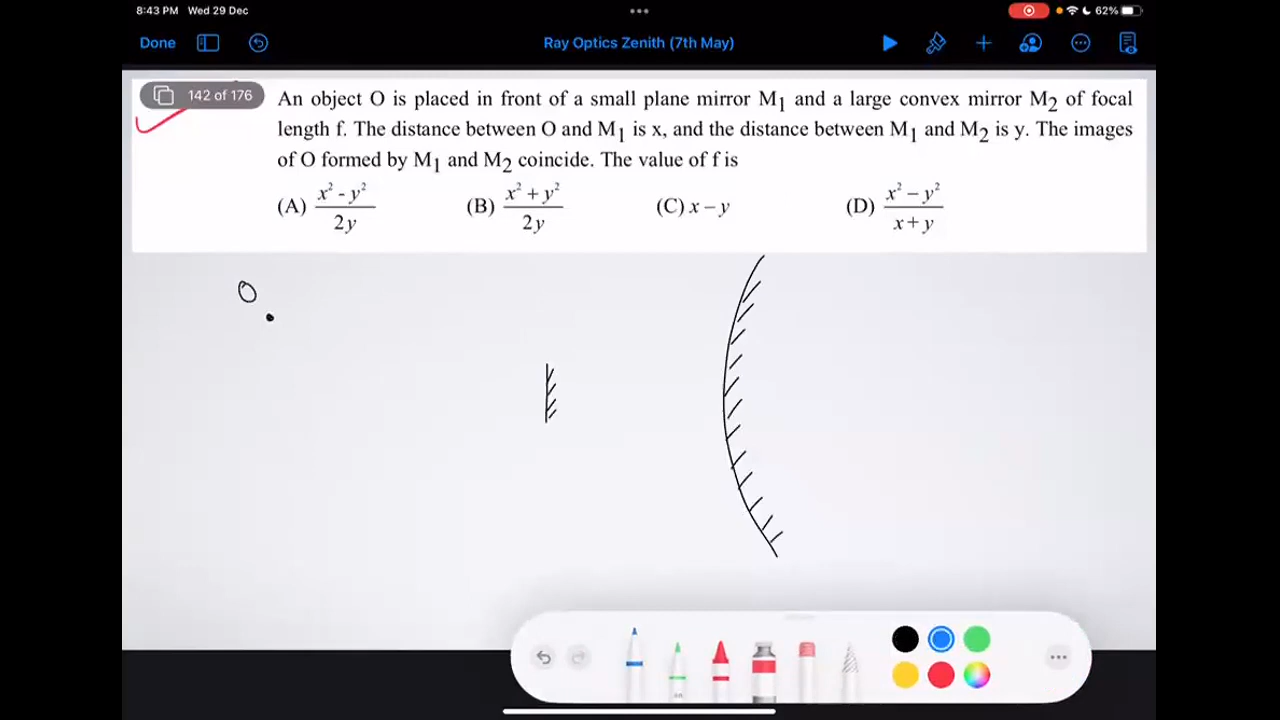 8:43 PM Wed 29 Dec
62%
Done
Ray Optics Zenith (7th May)
142 of 176
An object O is placed in front of a small plane mirror M₁ and a large convex mirror M₂ of focal
length f. The distance between O and M₁ is x, and the distance between M₁ and M₂ is y. The images
of O formed by M₁ and M₂ coincide. The value of f is
(A) (x² - y²)/2y (B) (x² + y²)/2y (C) x – y (D) (x² – y²)/(x + y)
O